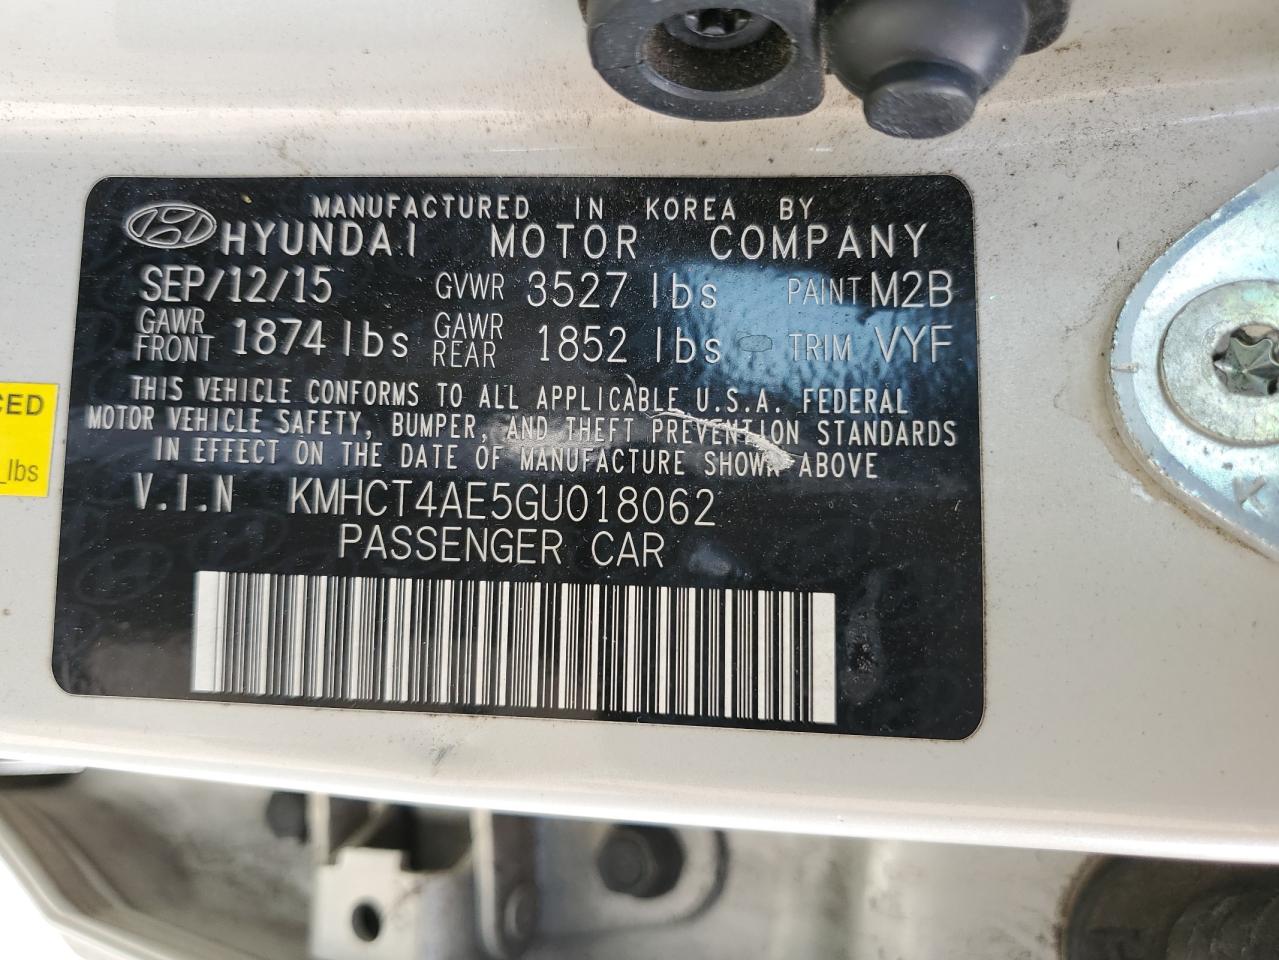 MANUFACTURED IN KOREA BY
HYUNDAI MOTOR COMPANY
SEP/12/15 GVWR 3527 lbs PAINT M2B
GAWR FRONT 1874 lbs GAWR REAR 1852 lbs TRIM VYF
THIS VEHICLE CONFORMS TO ALL APPLICABLE U.S.A. FEDERAL
MOTOR VEHICLE SAFETY, BUMPER, AND THEFT PREVENTION STANDARDS
IN EFFECT ON THE DATE OF MANUFACTURE SHOWN ABOVE
V.I.N KMHCT4AE5GU018062
PASSENGER CAR
CED
lbs
K